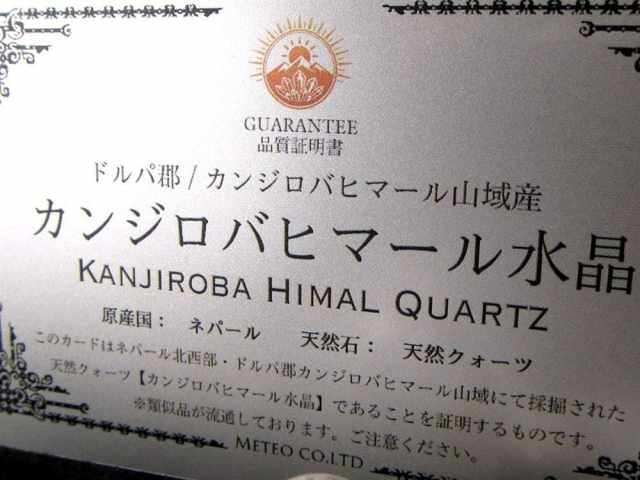 GUARANTEE
品質証明書
ドルパ郡 / カンジロバヒマール山域産
カンジロバヒマール水晶
KANJIROBA HIMAL QUARTZ
原産国： ネパール 天然石： 天然クォーツ
このカードはネパール北西部・ドルパ郡カンジロバヒマール山域にて採掘された
天然クォーツ【カンジロバヒマール水晶】であることを証明するものです。
※類似品が流通しております。ご注意ください。
METEO CO.LTD